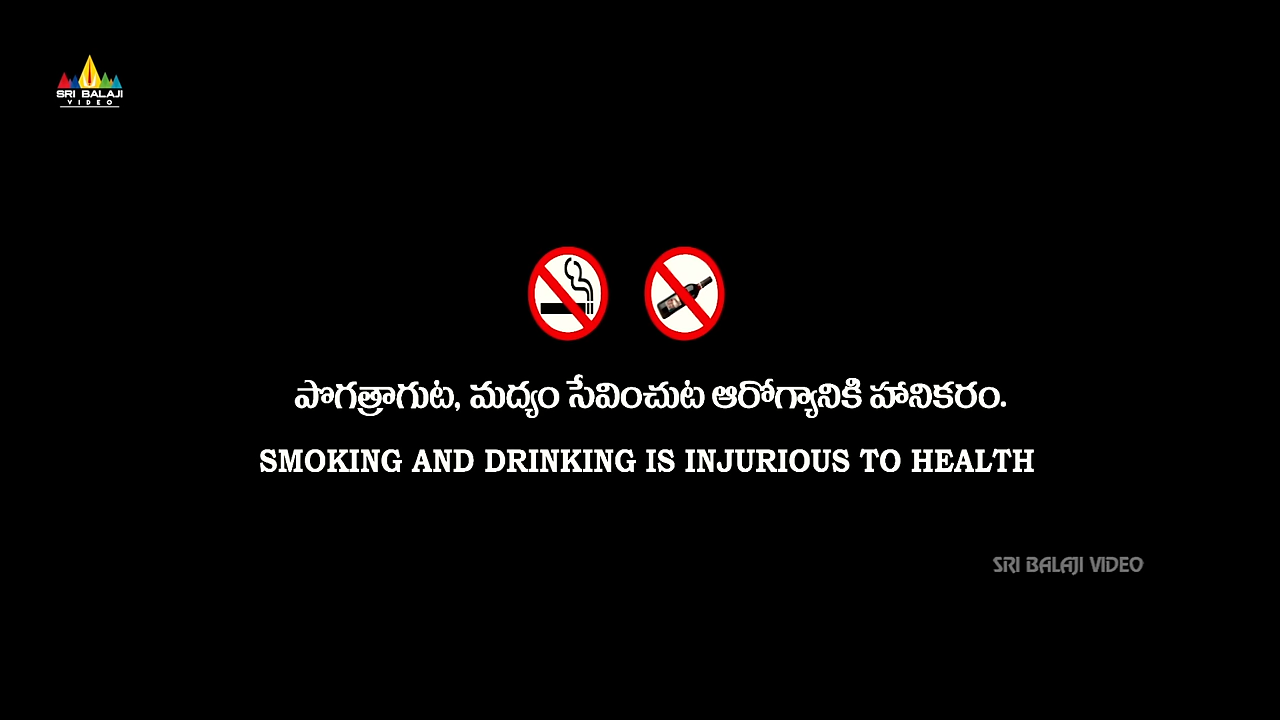 SRI BALAJI
VIDEO
పొగత్రాగుట, మద్యం సేవించుట ఆరోగ్యానికి హానికరం.
SMOKING AND DRINKING IS INJURIOUS TO HEALTH
SRI BALAJI VIDEO